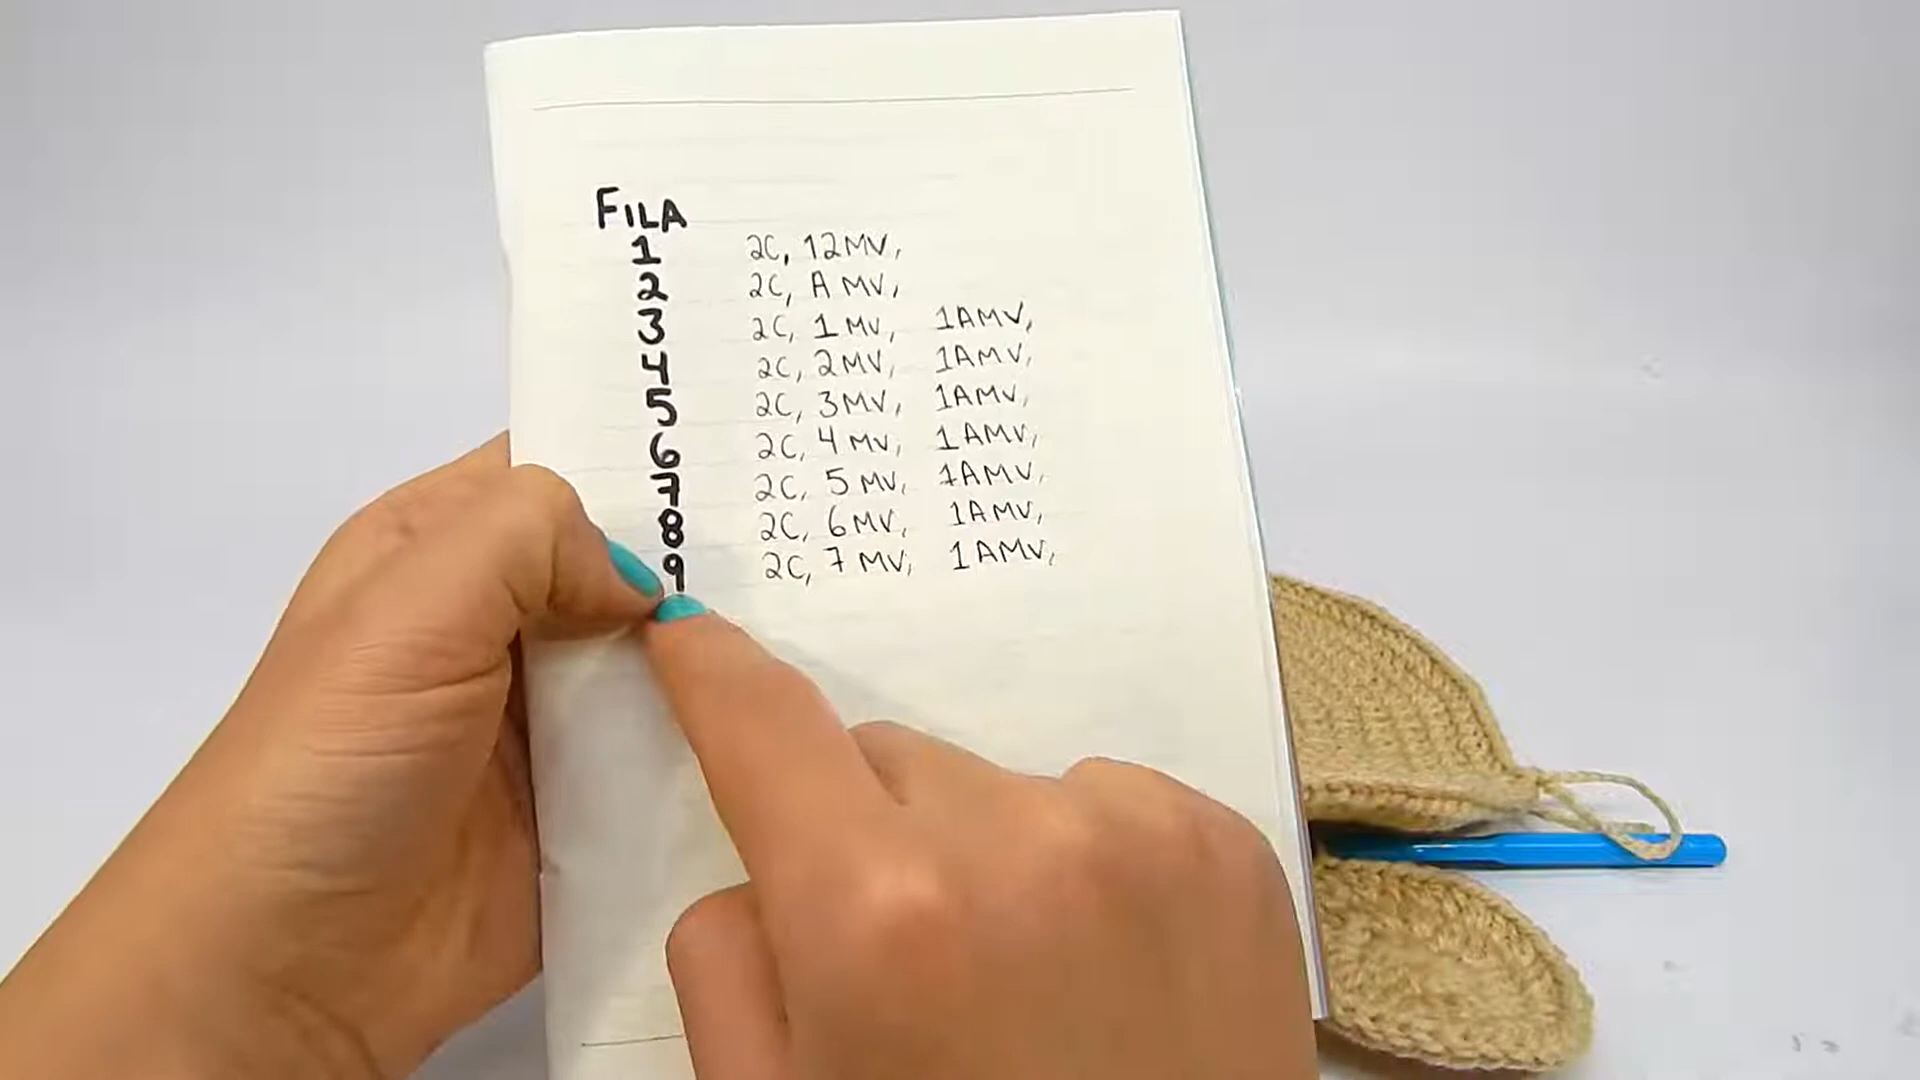 FILA
1 2C, 12MV,
2 2C, A MV,
3 2C, 1 MV, 1AMV,
4 2C, 2MV, 1AMV,
5 2C, 3MV, 1AMV,
6 2C, 4 MV, 1AMV,
7 2C, 5 MV, 1AMV,
8 2C, 6MV, 1AMV,
9 2C, 7 MV, 1AMV,